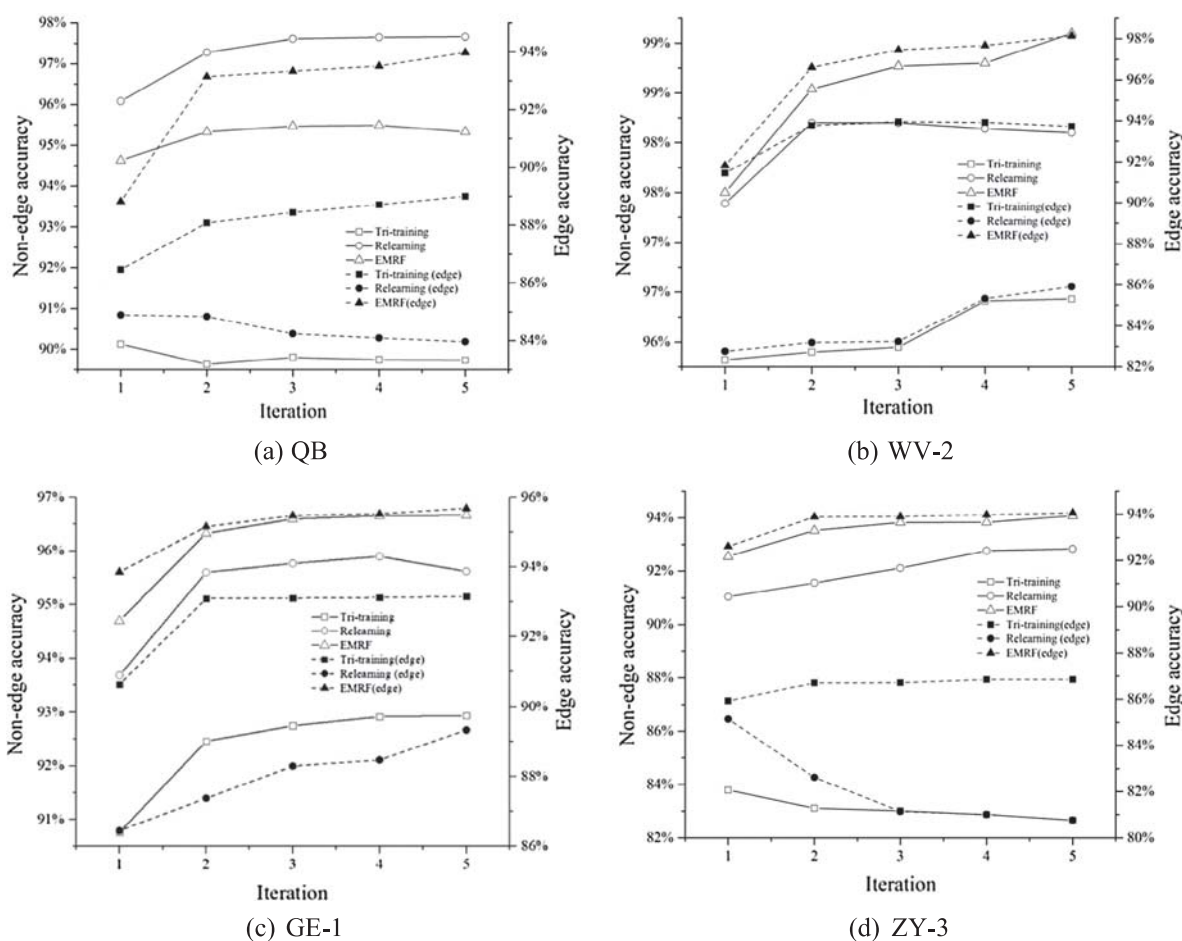 98%
97%
96%
95%
94%
93%
92%
91%
90%
Non-edge accuracy
94%
92%
90%
88%
86%
84%
Edge accuracy
Tri-training
Relearning
EMRF
Tri-training (edge)
Relearning (edge)
EMRF(edge)
1 2 3 4 5
Iteration
(a) QB
99%
99%
98%
98%
97%
97%
96%
Non-edge accuracy
98%
96%
94%
92%
90%
88%
86%
84%
82%
Edge accuracy
Tri-training
Relearning
EMRF
Tri-training(edge)
Relearning (edge)
EMRF(edge)
1 2 3 4 5
Iteration
(b) WV-2
97%
96%
95%
94%
93%
92%
91%
Non-edge accuracy
96%
94%
92%
90%
88%
86%
Edge accuracy
Tri-training
Relearning
EMRF
Tri-training(edge)
Relearning (edge)
EMRF(edge)
1 2 3 4 5
Iteration
(c) GE-1
94%
92%
90%
88%
86%
84%
82%
Non-edge accuracy
94%
92%
90%
88%
86%
84%
82%
80%
Edge accuracy
Tri-training
Relearning
EMRF
Tri-training(edge)
Relearning (edge)
EMRF(edge)
1 2 3 4 5
Iteration
(d) ZY-3